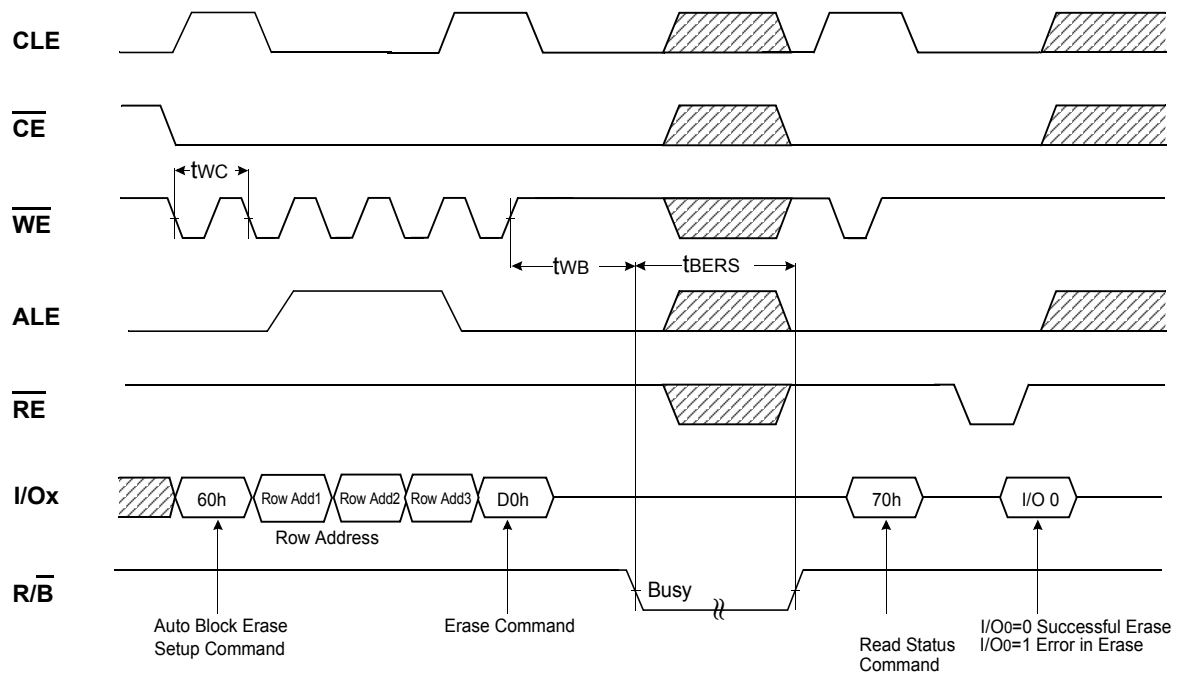 CLE
CE
tWC
WE
tWB
tBERS
ALE
RE
I/Ox
60h
Row Add1
Row Add2
Row Add3
D0h
70h
I/O 0
Row Address
R/B
Busy
Auto Block Erase
Setup Command
Erase Command
Read Status
Command
I/O0=0 Successful Erase
I/O0=1 Error in Erase